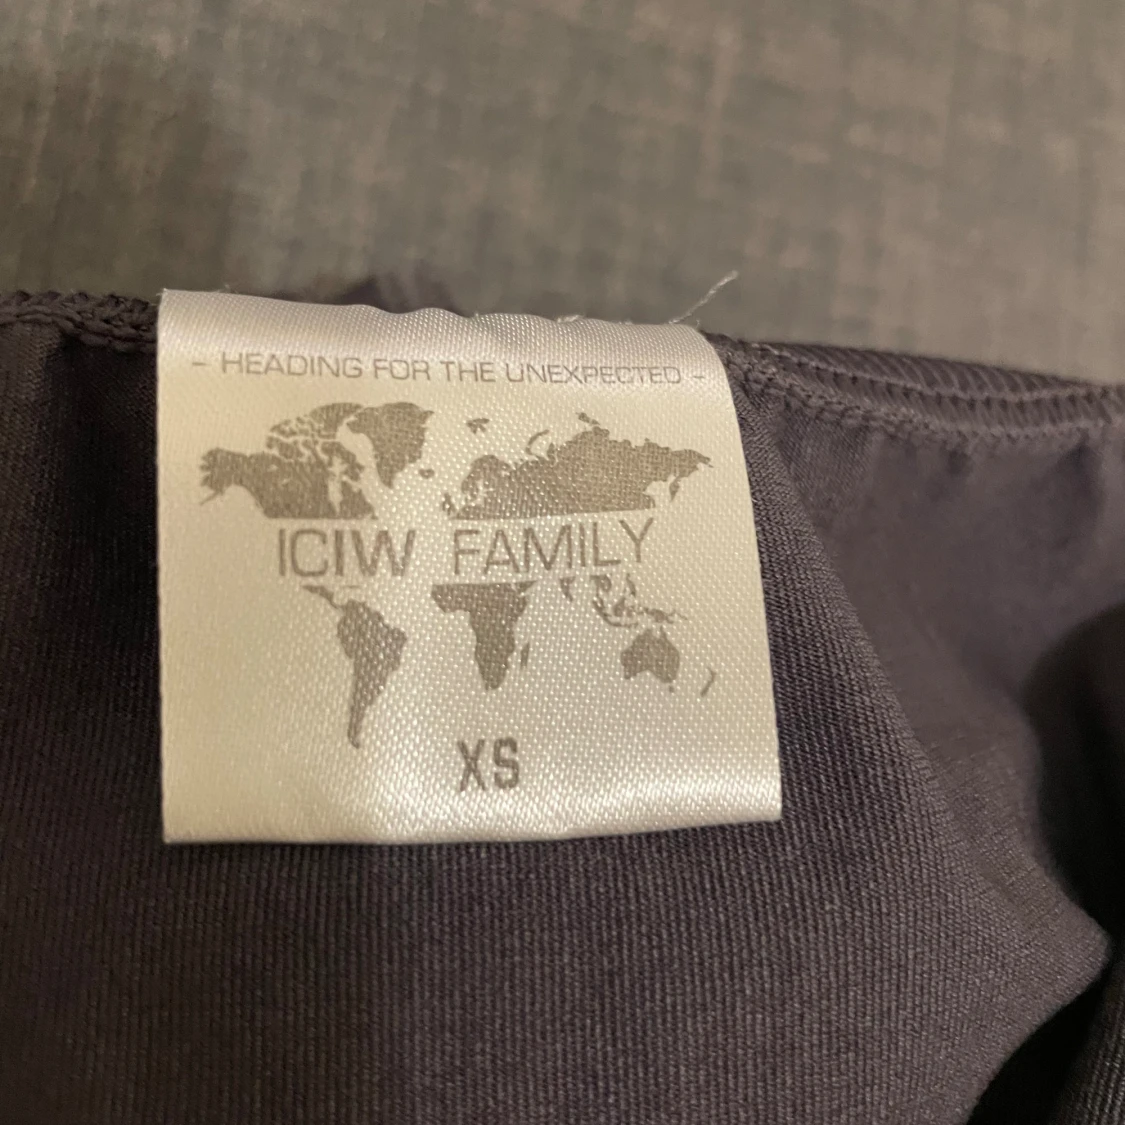 - HEADING FOR THE UNEXPECTED -
ICIW FAMILY
XS